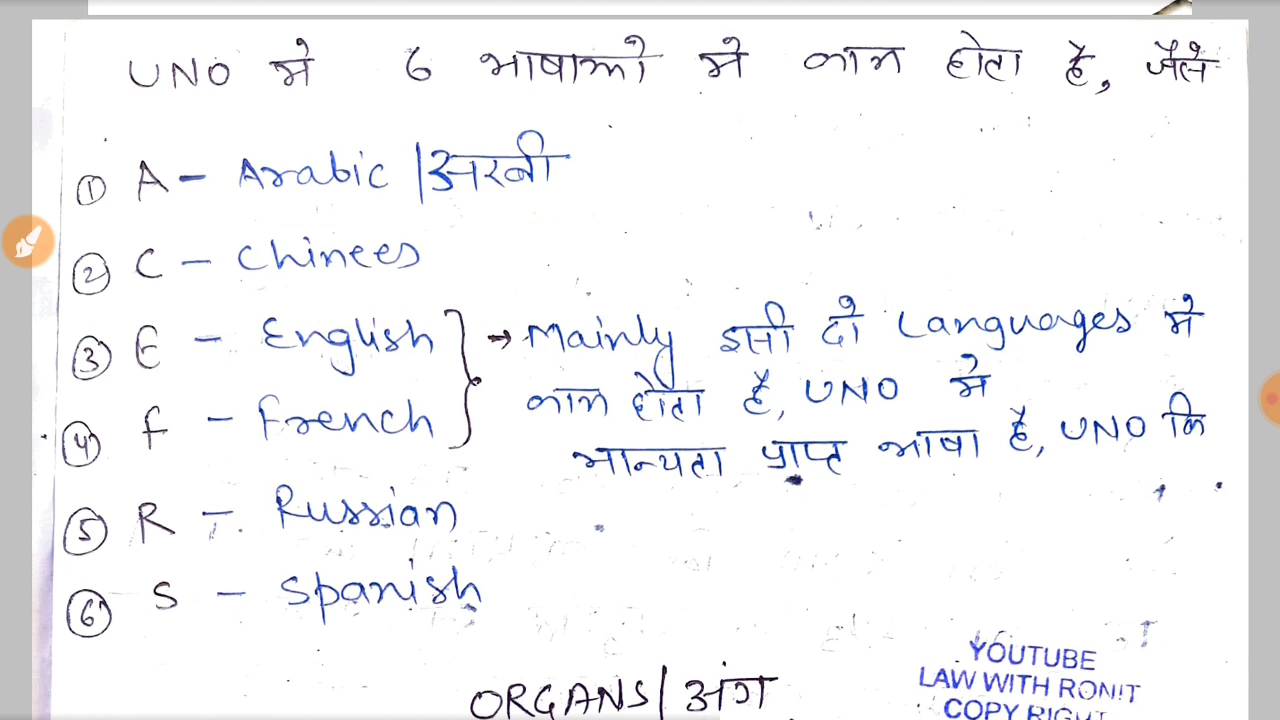 UNO मे 6 भाषाओ मे काम होता है, जैसे
① A - Arabic | अरबी
② C - Chinees
③ E - English } → Mainly इसी दो Languages मे
④ F - French काम होता है, UNO मे
मान्यता प्राप्त भाषा है, UNO कि
⑤ R - Russian
⑥ S - Spanish
ORGANS | अंग
YOUTUBE
LAW WITH RONIT
COPY RIGHT